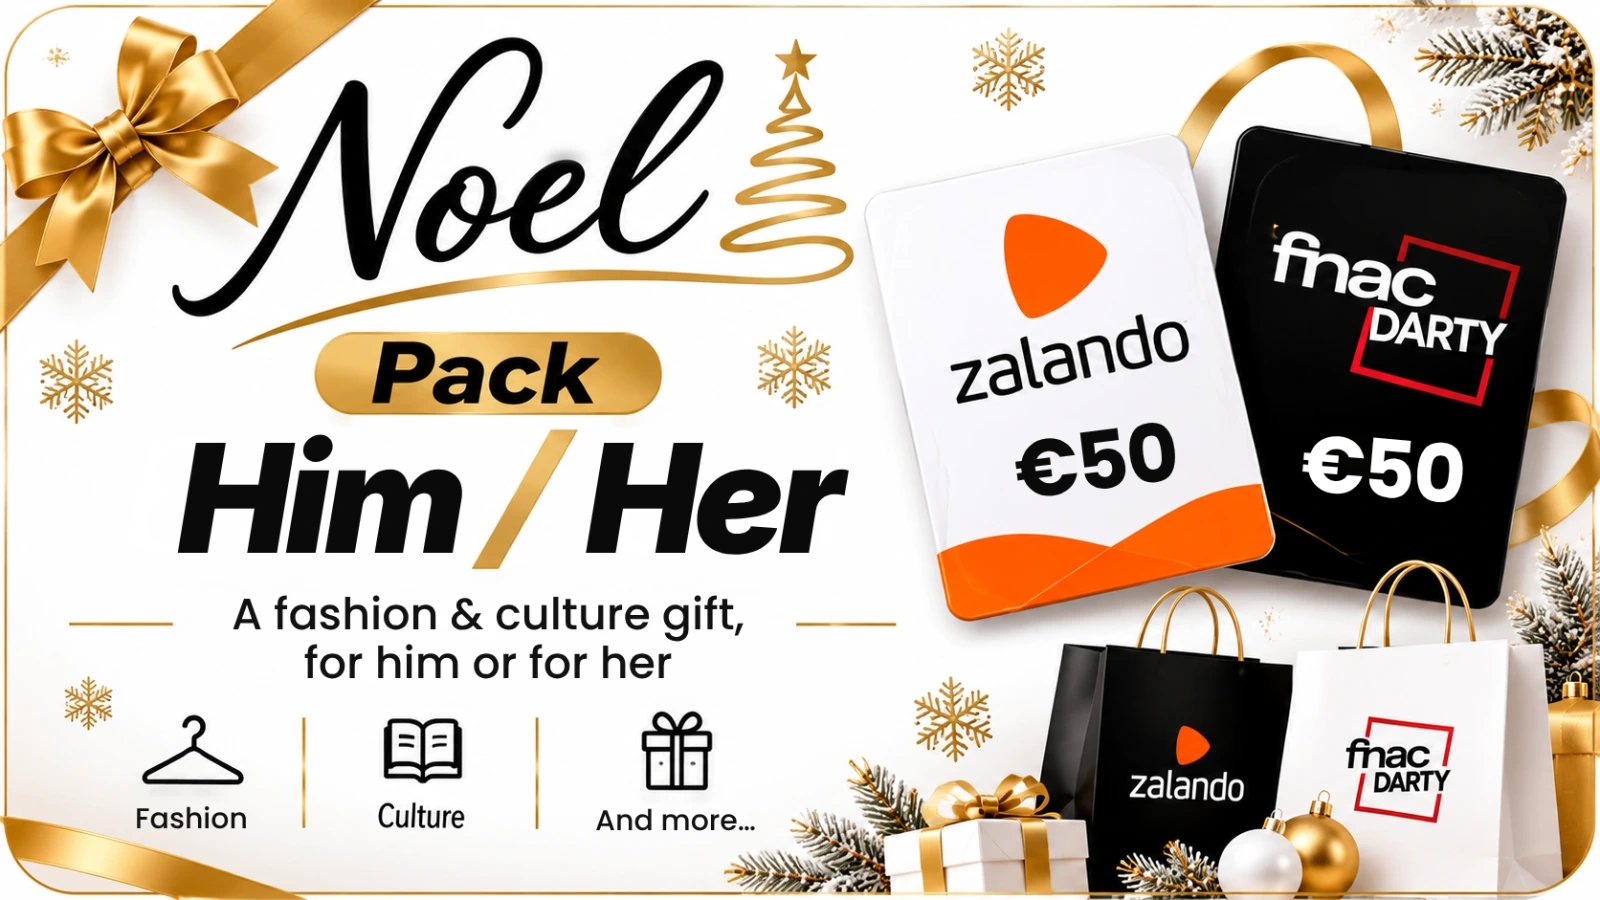 Noel
Pack
Him / Her
A fashion & culture gift,
for him or for her
Fashion
Culture
And more...
zalando
€50
fnac
DARTY
€50
zalando
fnac
DARTY